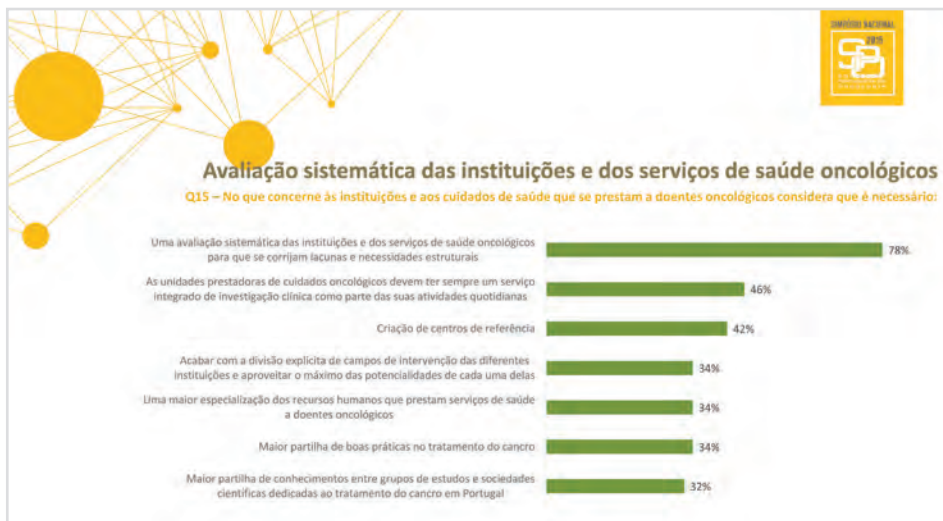 SIMPÓSIO NACIONAL
2015
SPO
Avaliação sistemática das instituições e dos serviços de saúde oncológicos
Q15 – No que concerne às instituições e aos cuidados de saúde que se prestam a doentes oncológicos considera que é necessário:
Uma avaliação sistemática das instituições e dos serviços de saúde oncológicos
para que se corrijam lacunas e necessidades estruturais
78%
As unidades prestadoras de cuidados oncológicos devem ter sempre um serviço
integrado de investigação clínica como parte das suas atividades quotidianas
46%
Criação de centros de referência
42%
Acabar com a divisão explícita de campos de intervenção das diferentes
instituições e aproveitar o máximo das potencialidades de cada uma delas
34%
Uma maior especialização dos recursos humanos que prestam serviços de saúde
a doentes oncológicos
34%
Maior partilha de boas práticas no tratamento do cancro
34%
Maior partilha de conhecimentos entre grupos de estudos e sociedades
científicas dedicadas ao tratamento do cancro em Portugal
32%